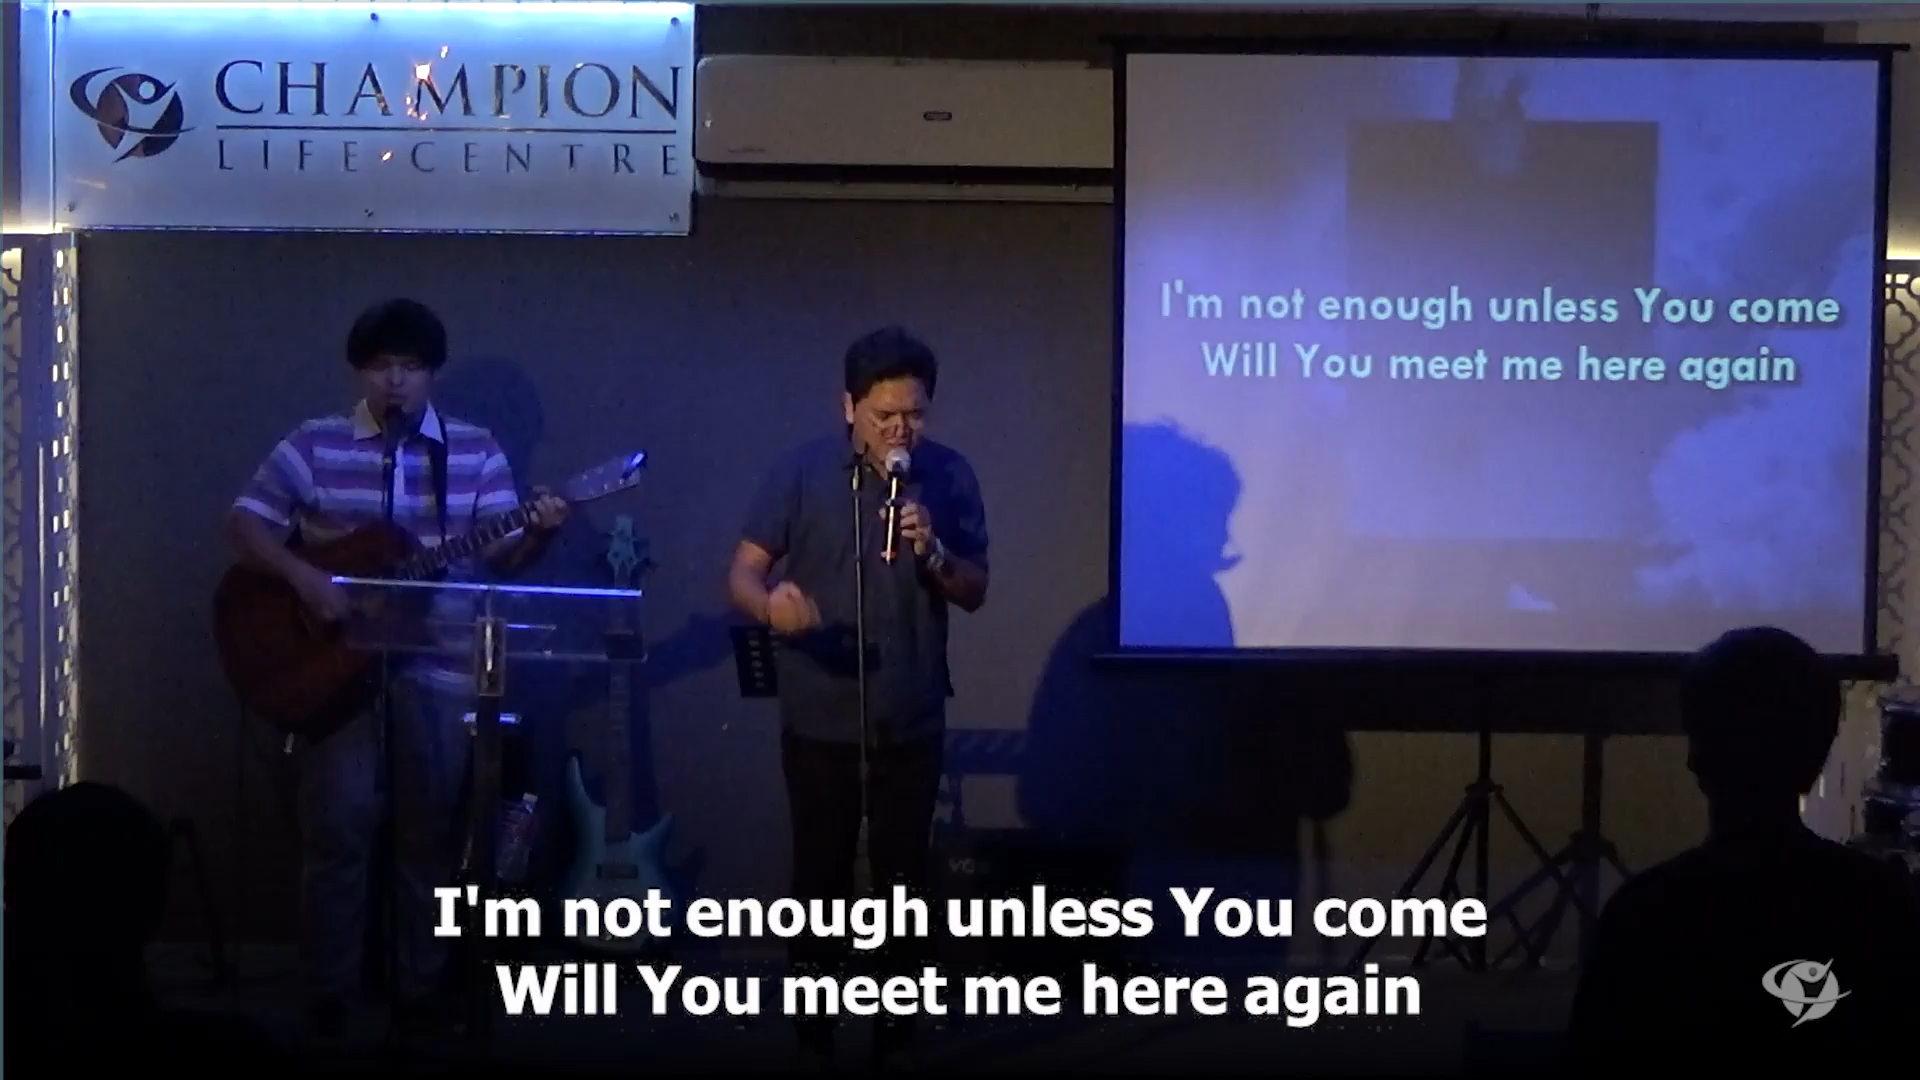 CHAMPION
LIFE CENTRE
I'm not enough unless You come
Will You meet me here again
I'm not enough unless You come
Will You meet me here again